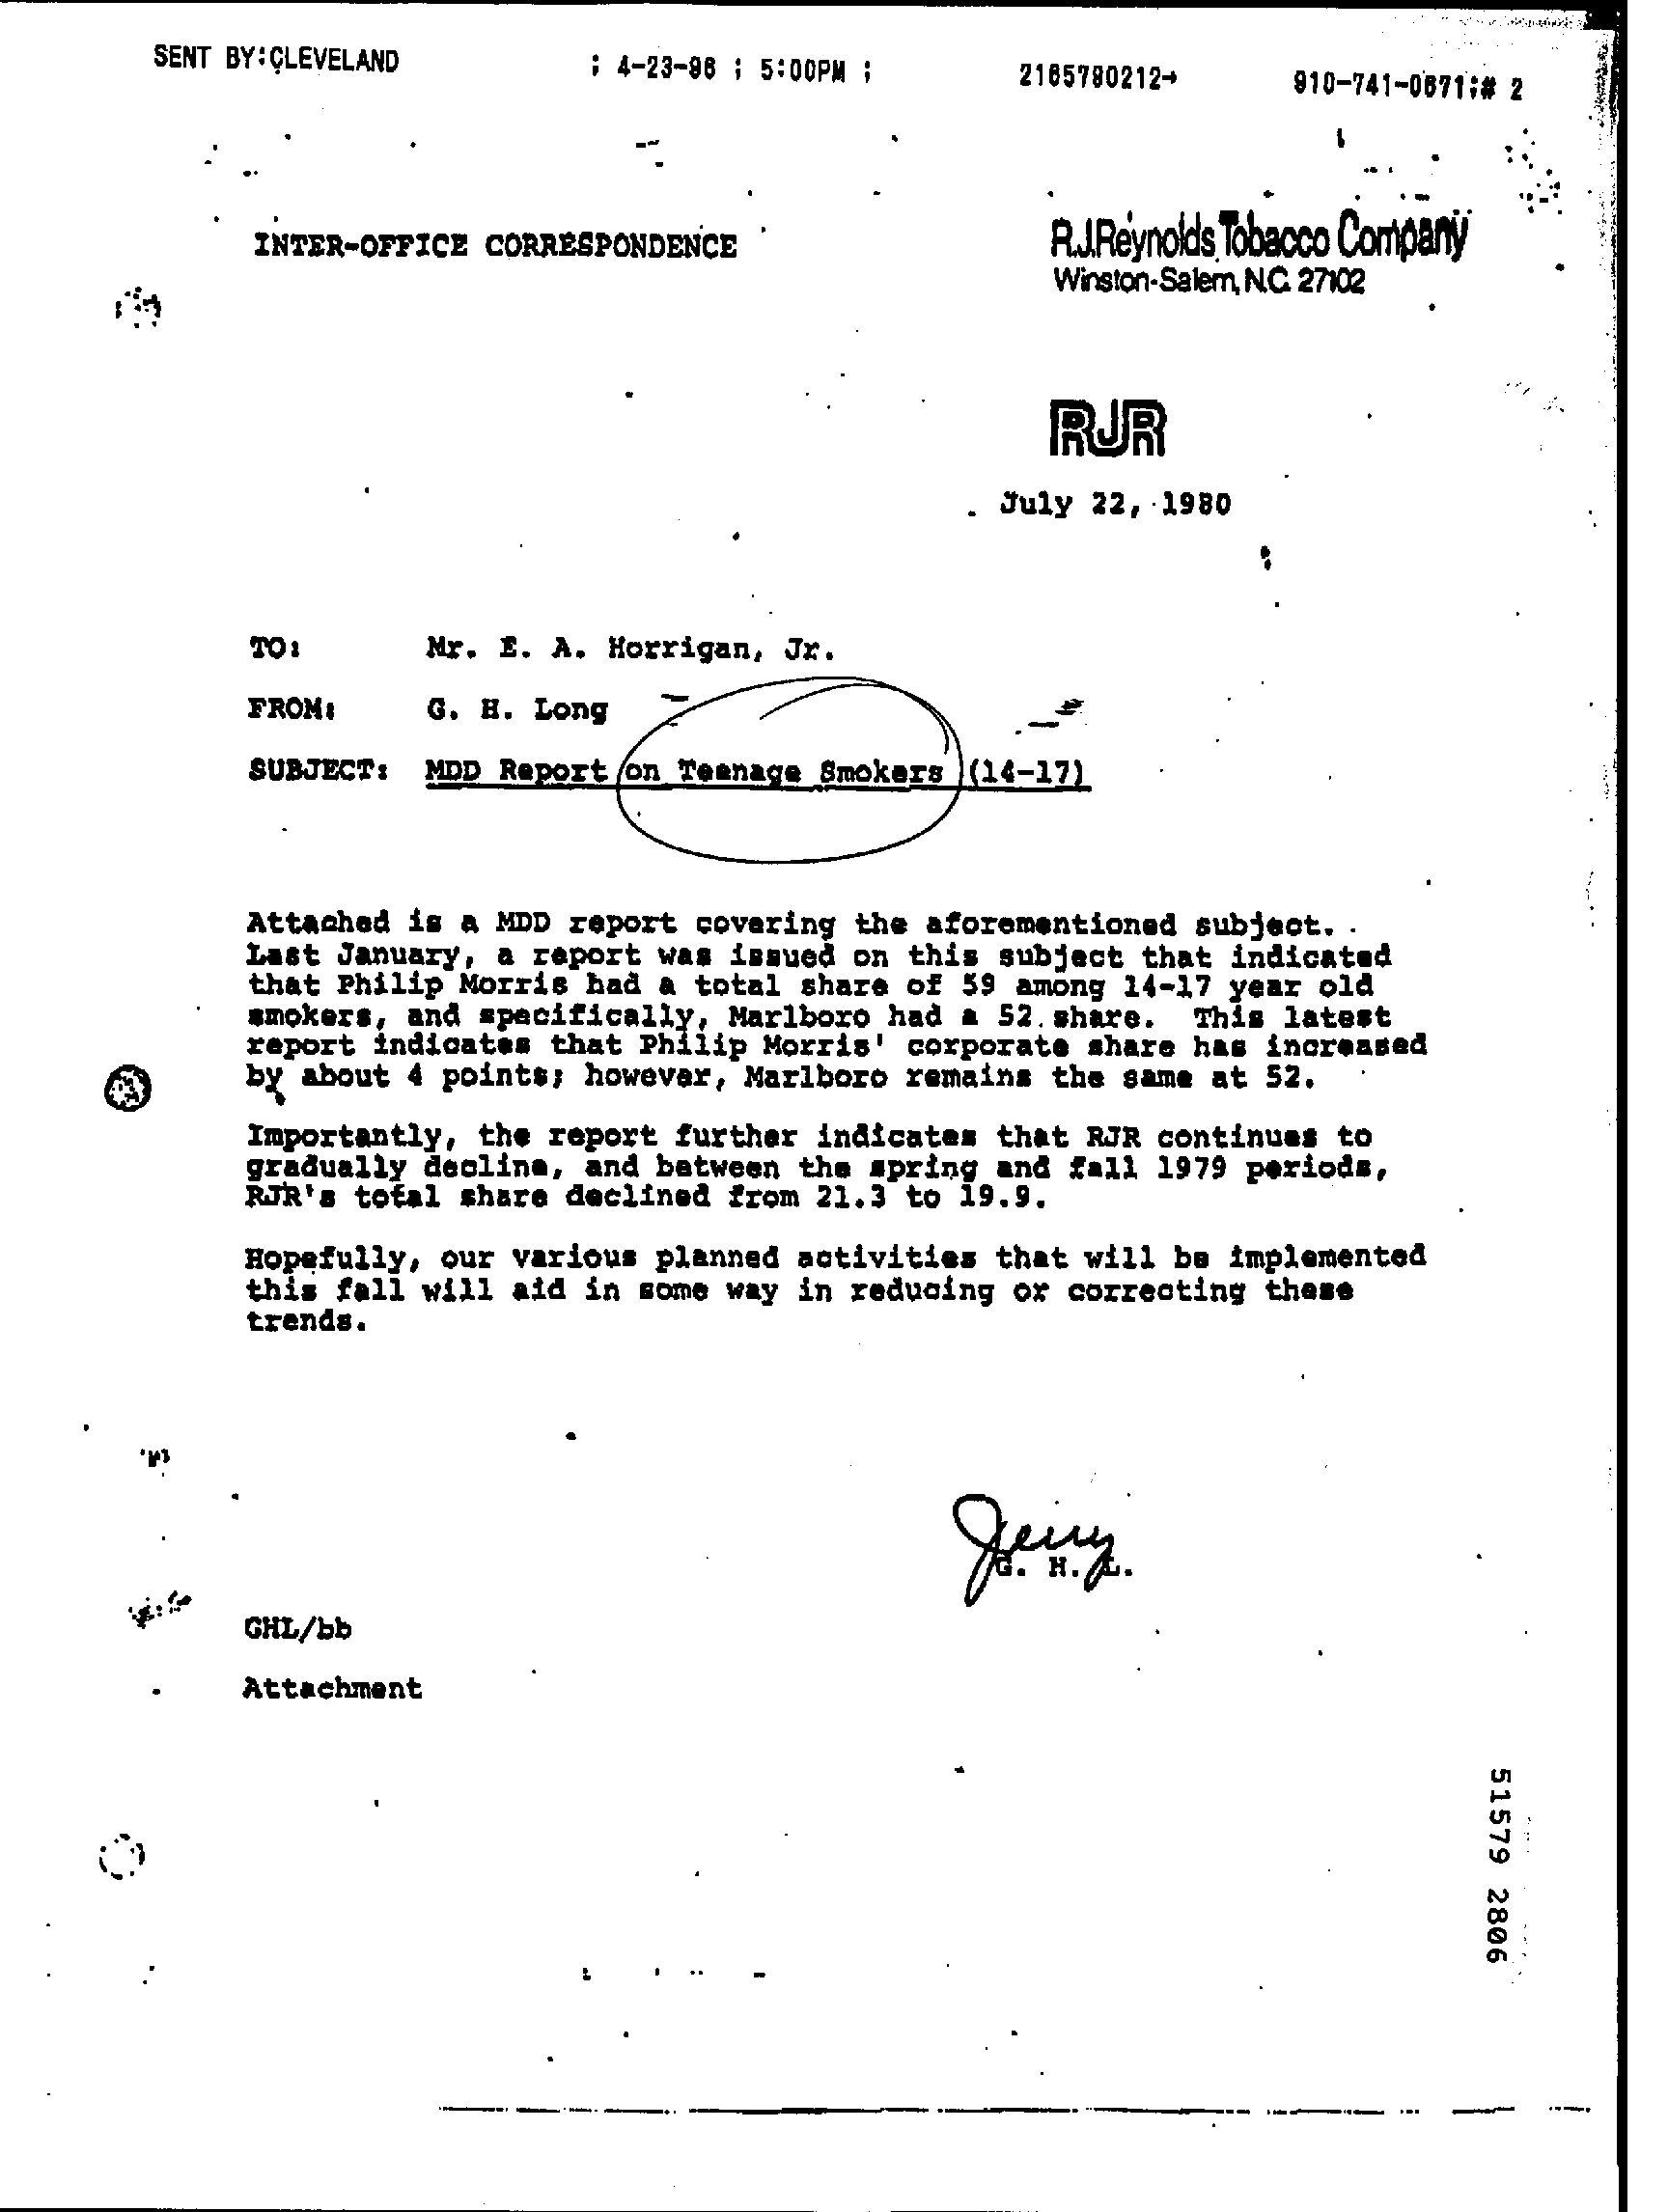 SENT BY:CLEVELAND ; 4-23-96 ; 5:00PM ; 2165790212→ 910-741-0671;# 2
INTER-OFFICE CORRESPONDENCE
R.J.Reynolds Tobacco Company
Winston-Salem, N.C. 27102
RJR
July 22, 1980
TO: Mr. E. A. Horrigan, Jr.
FROM: G. H. Long
SUBJECT: MDD Report on Teenage Smokers (14-17)
Attached is a MDD report covering the aforementioned subject.
Last January, a report was issued on this subject that indicated
that Philip Morris had a total share of 59 among 14-17 year old
smokers, and specifically, Marlboro had a 52 share. This latest
report indicates that Philip Morris' corporate share has increased
by about 4 points; however, Marlboro remains the same at 52.
Importantly, the report further indicates that RJR continues to
gradually decline, and between the spring and fall 1979 periods,
RJR's total share declined from 21.3 to 19.9.
Hopefully, our various planned activities that will be implemented
this fall will aid in some way in reducing or correcting these
trends.
Jerry
G. H. L.
GHL/bb
Attachment
51579 2806